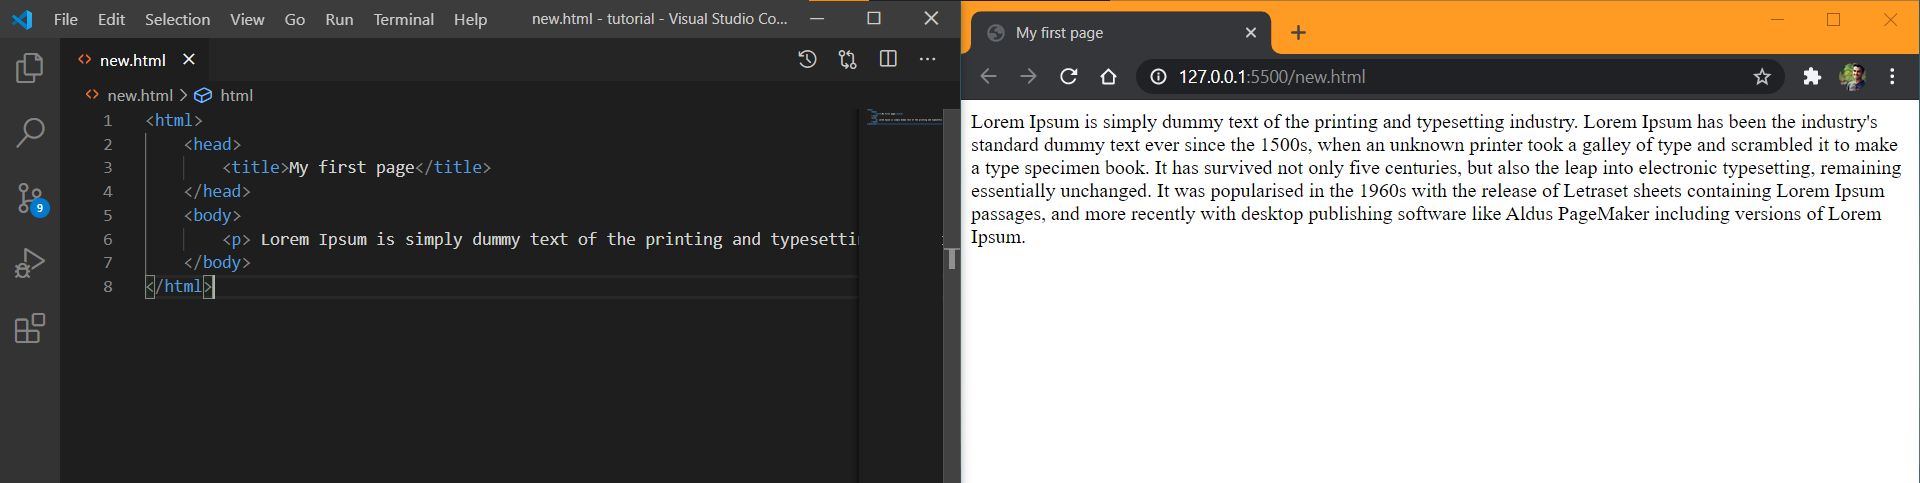 File Edit Selection View Go Run Terminal Help new.html - tutorial - Visual Studio Co...
new.html
new.html > html
1 <html>
2 <head>
3 <title>My first page</title>
4 </head>
5 <body>
6 <p> Lorem Ipsum is simply dummy text of the printing and typesettin
7 </body>
8 </html>
9
My first page
127.0.0.1:5500/new.html
Lorem Ipsum is simply dummy text of the printing and typesetting industry. Lorem Ipsum has been the industry's
standard dummy text ever since the 1500s, when an unknown printer took a galley of type and scrambled it to make
a type specimen book. It has survived not only five centuries, but also the leap into electronic typesetting, remaining
essentially unchanged. It was popularised in the 1960s with the release of Letraset sheets containing Lorem Ipsum
passages, and more recently with desktop publishing software like Aldus PageMaker including versions of Lorem
Ipsum.